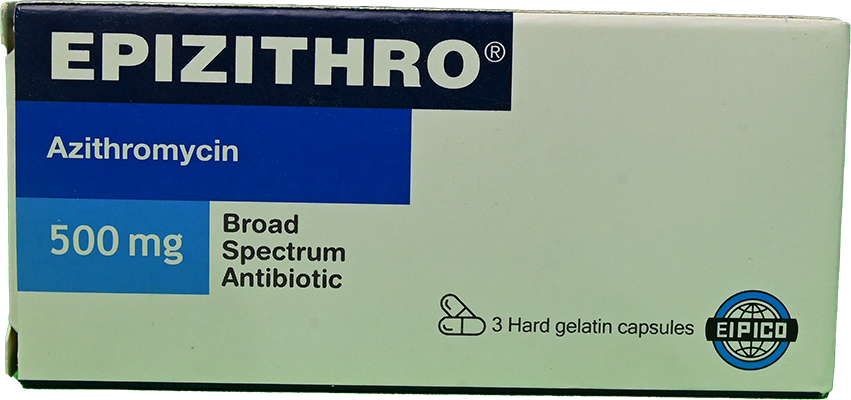 EPIZITHRO®
Azithromycin
500 mg
Broad
Spectrum
Antibiotic
3 Hard gelatin capsules
EIPICO